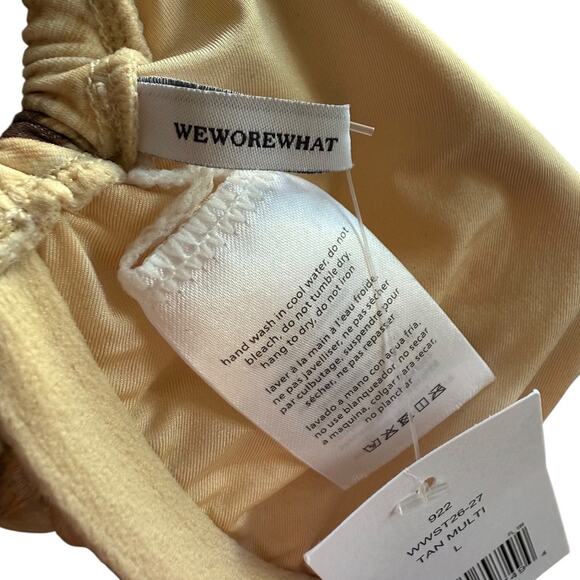 WEWOREWHAT
hand wash in cool water, do not
bleach, do not tumble dry,
hang to dry, do not iron
laver à la main à l'eau froide,
ne pas javelliser, ne pas sécher
par culbutage, suspendre pour
sécher, ne pas repasser
lavado a mano con agua fria,
no use blanqueador, no secar
a maquina, colgar para secar,
no planchar
922
WWST26-27
TAN MULTI
L